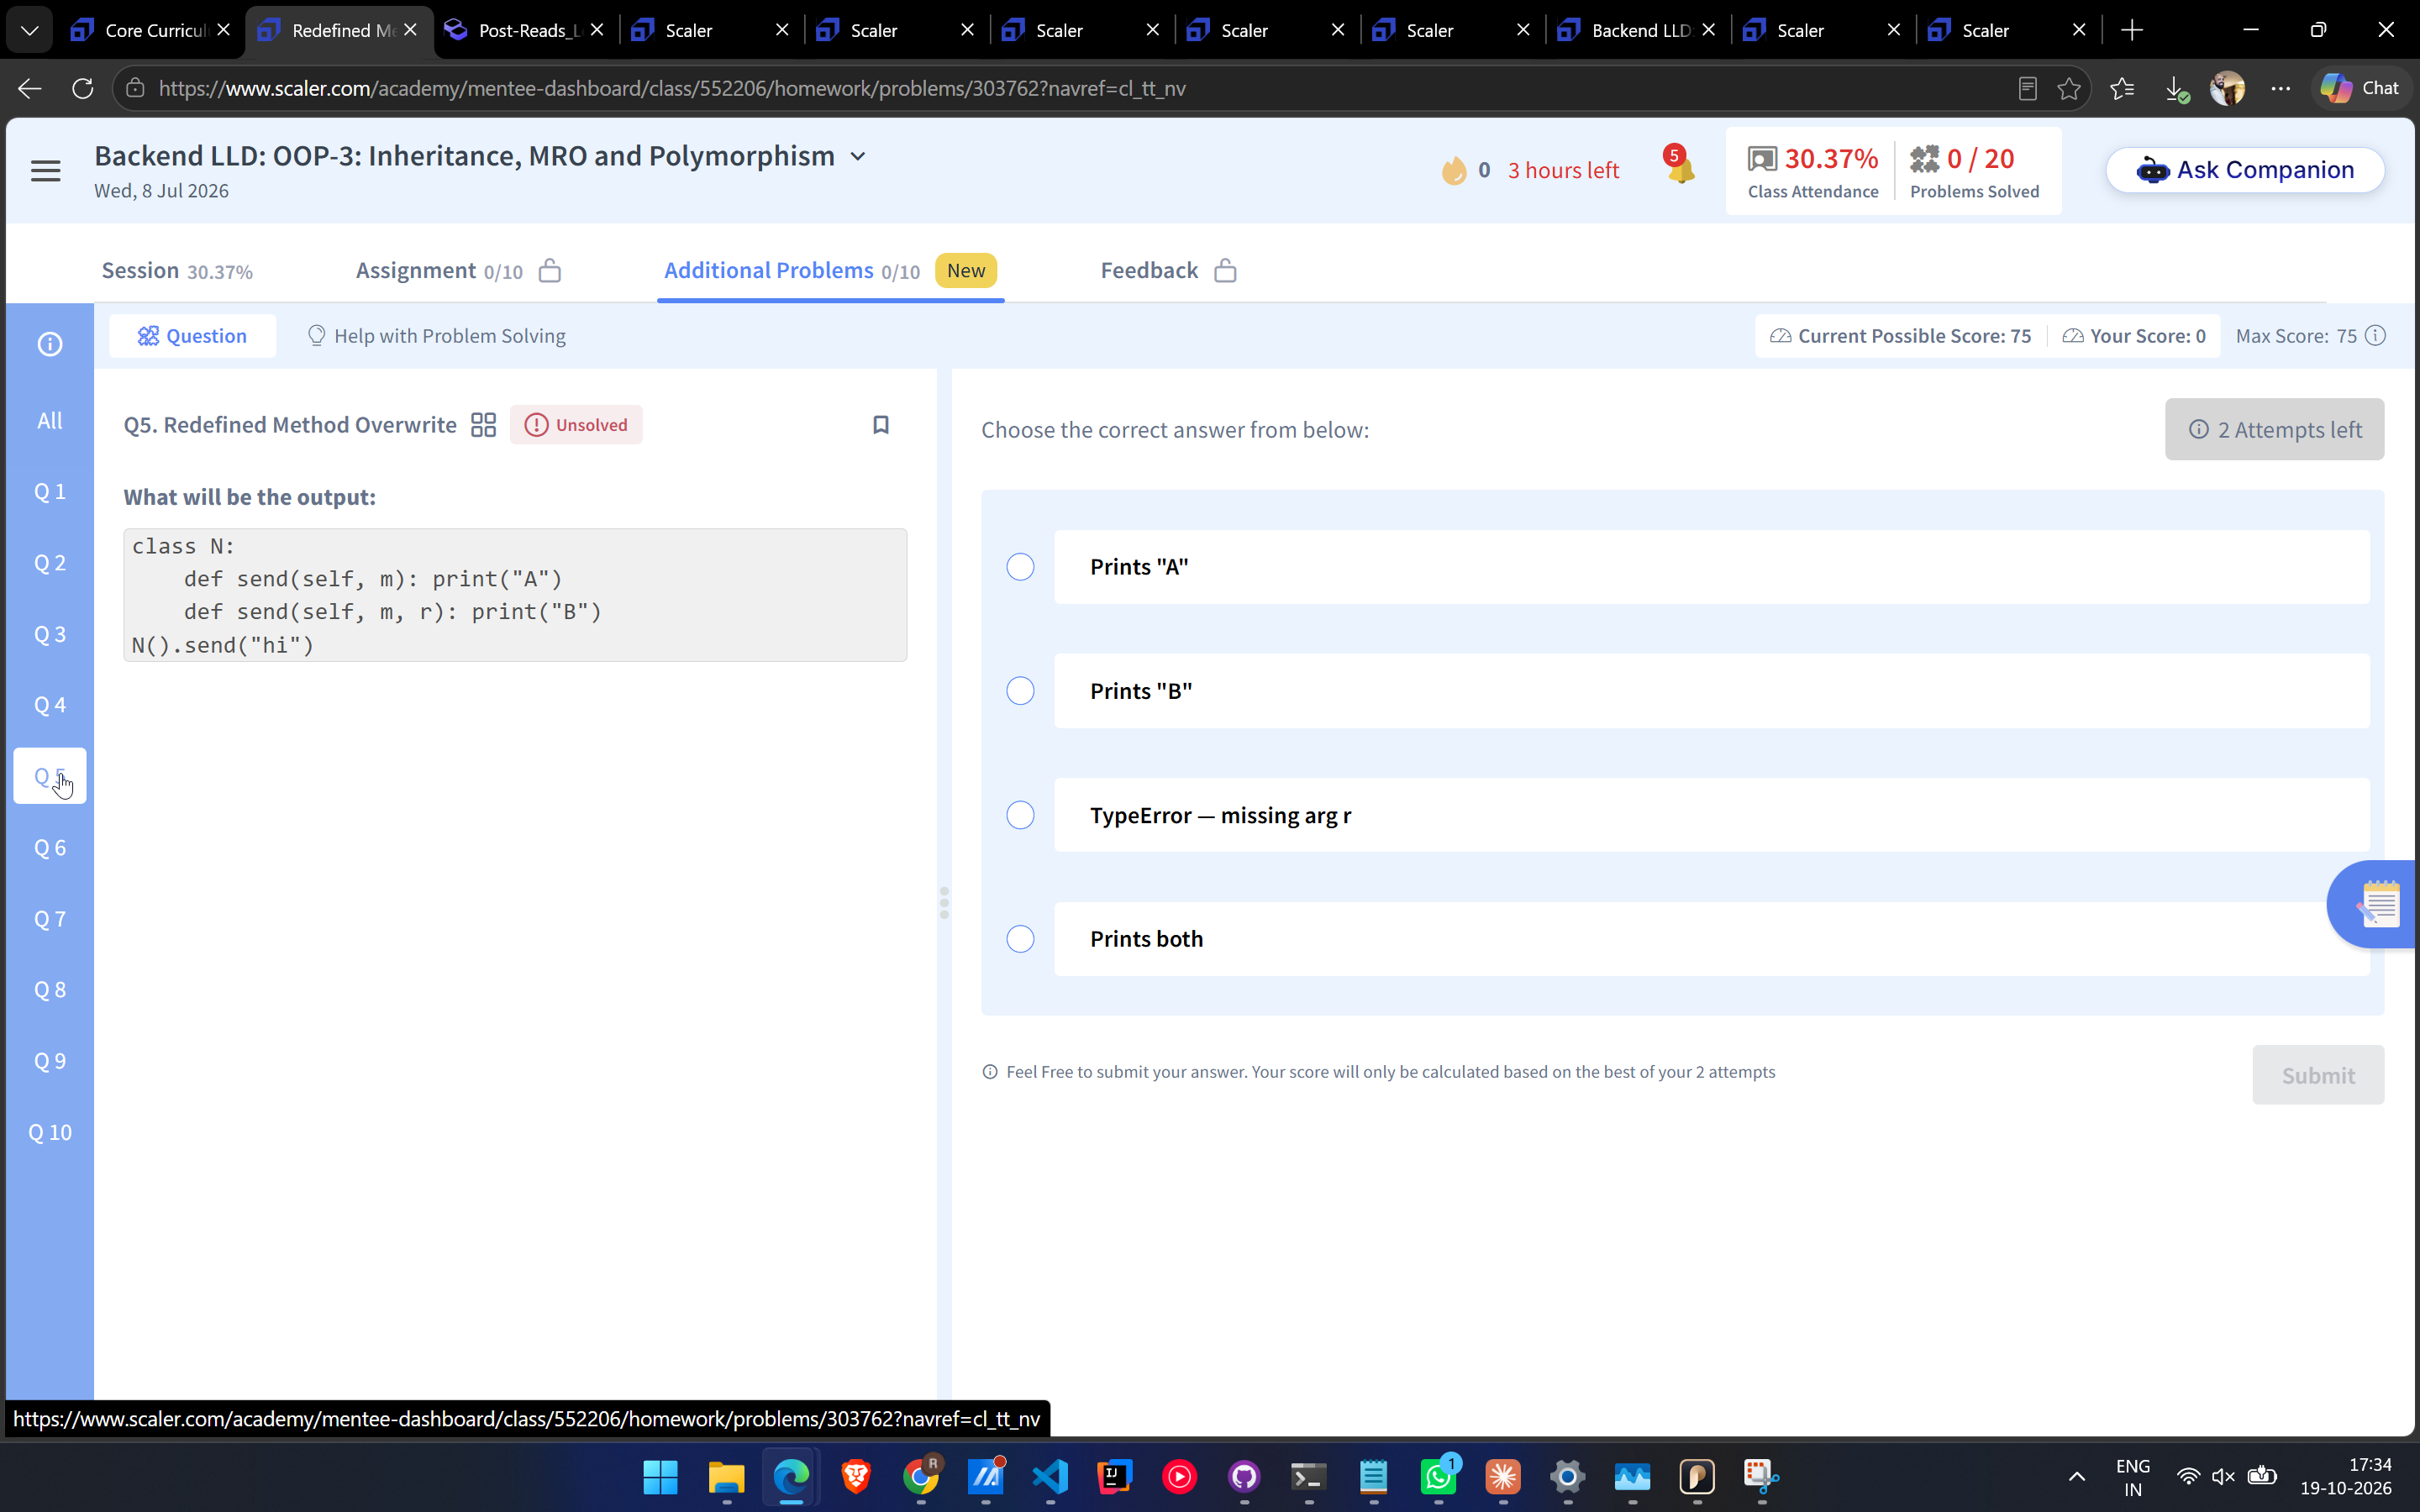 Core Curricul
Redefined Me
Post-Reads_L
Scaler
Scaler
Scaler
Scaler
Scaler
Backend LLD:
Scaler
Scaler
https://www.scaler.com/academy/mentee-dashboard/class/552206/homework/problems/303762?navref=cl_tt_nv
Chat
Backend LLD: OOP-3: Inheritance, MRO and Polymorphism
Wed, 8 Jul 2026
0 3 hours left
5
30.37%
Class Attendance
0 / 20
Problems Solved
Ask Companion
Session 30.37%
Assignment 0/10
Additional Problems 0/10 New
Feedback
Question
Help with Problem Solving
Current Possible Score: 75
Your Score: 0
Max Score: 75
All
Q 1
Q 2
Q 3
Q 4
Q 5
Q 6
Q 7
Q 8
Q 9
Q 10
Q5. Redefined Method Overwrite
Unsolved
What will be the output:
class N:
    def send(self, m): print("A")
    def send(self, m, r): print("B")
N().send("hi")
Choose the correct answer from below:
2 Attempts left
Prints "A"
Prints "B"
TypeError — missing arg r
Prints both
Feel Free to submit your answer. Your score will only be calculated based on the best of your 2 attempts
Submit
https://www.scaler.com/academy/mentee-dashboard/class/552206/homework/problems/303762?navref=cl_tt_nv
R
IJ
1
ENG
IN
17:34
19-10-2026